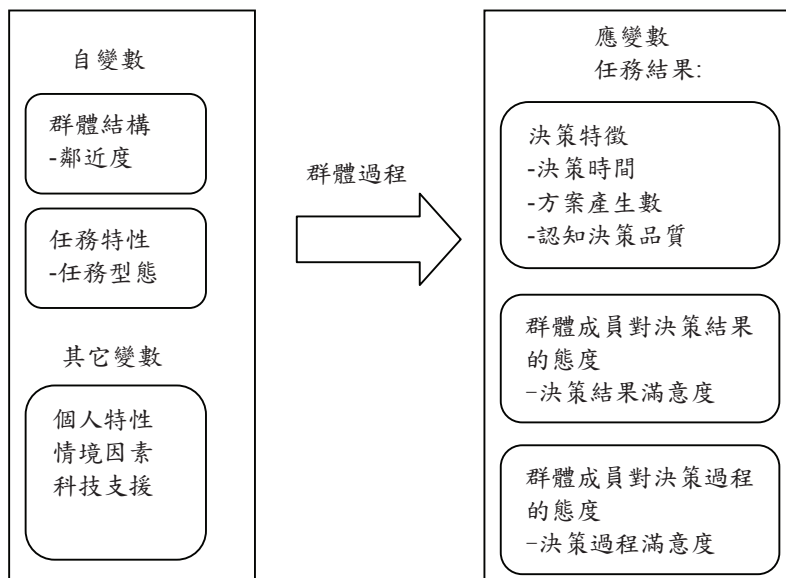 自變數
群體結構
-鄰近度
任務特性
-任務型態
其它變數
個人特性
情境因素
科技支援
群體過程
應變數
任務結果:
決策特徵
-決策時間
-方案產生數
-認知決策品質
群體成員對決策結果
的態度
-決策結果滿意度
群體成員對決策過程
的態度
-決策過程滿意度